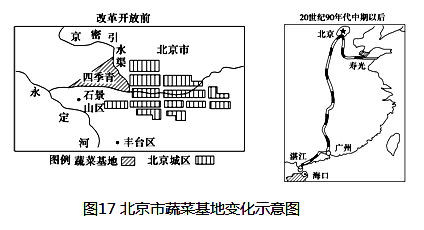 改革开放前
京密引水渠
北京市
四季青
石景山区
永定河
丰台区
图例 蔬菜基地 北京城区
20世纪90年代中期以后
北京
寿光
广州
湛江
海口
图17 北京市蔬菜基地变化示意图